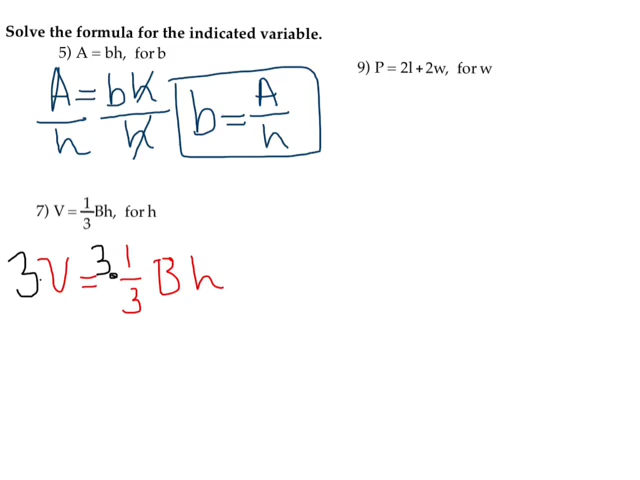 Solve the formula for the indicated variable.
5) A = bh, for b
A/h = bh/h b = A/h
7) V = 1/3 Bh, for h
3·V = 3·1/3 Bh
9) P = 2l + 2w, for w